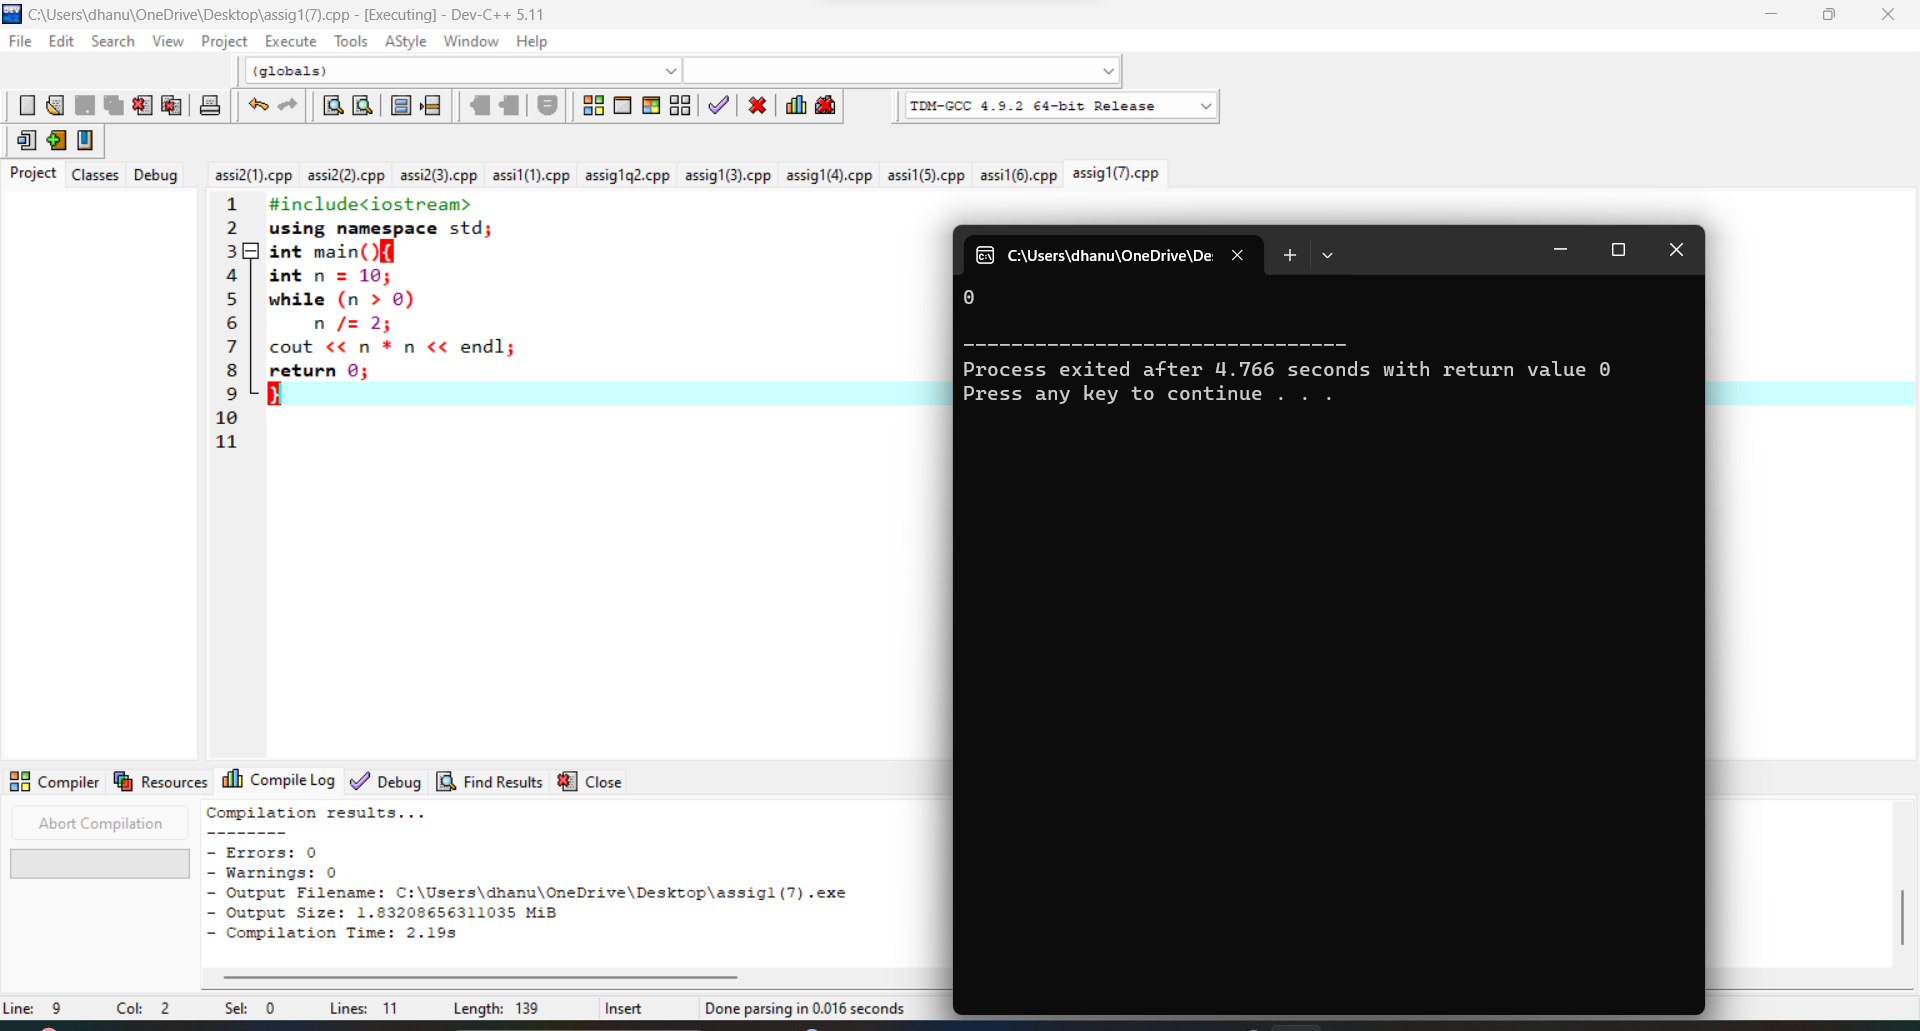 C:\Users\dhanu\OneDrive\Desktop\assig1(7).cpp - [Executing] - Dev-C++ 5.11
File Edit Search View Project Execute Tools AStyle Window Help
(globals)
TDM-GCC 4.9.2 64-bit Release
Project Classes Debug
assi2(1).cpp assi2(2).cpp assi2(3).cpp assi1(1).cpp assig1q2.cpp assig1(3).cpp assig1(4).cpp assi1(5).cpp assi1(6).cpp assig1(7).cpp
1 #include<iostream>
2 using namespace std;
3 int main(){
4 int n = 10;
5 while (n > 0)
6 n /= 2;
7 cout << n * n << endl;
8 return 0;
9 }
10
11
C:\Users\dhanu\OneDrive\De
0
--------------------------------
Process exited after 4.766 seconds with return value 0
Press any key to continue . . .
Compiler Resources Compile Log Debug Find Results Close
Abort Compilation
Compilation results...
--------
- Errors: 0
- Warnings: 0
- Output Filename: C:\Users\dhanu\OneDrive\Desktop\assig1(7).exe
- Output Size: 1.83208656311035 MiB
- Compilation Time: 2.19s
Line: 9 Col: 2 Sel: 0 Lines: 11 Length: 139 Insert Done parsing in 0.016 seconds